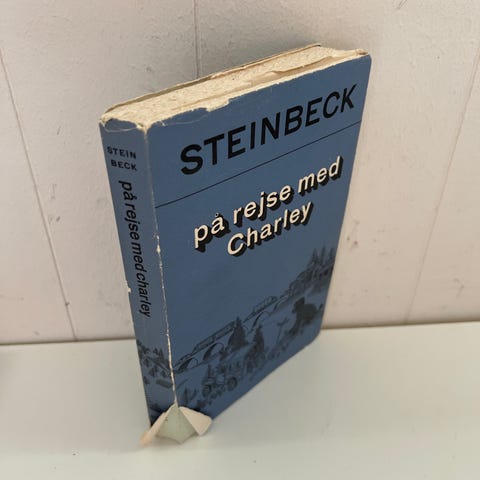 STEINBECK
på rejse med
Charley
STEIN
BECK
på rejse med charley